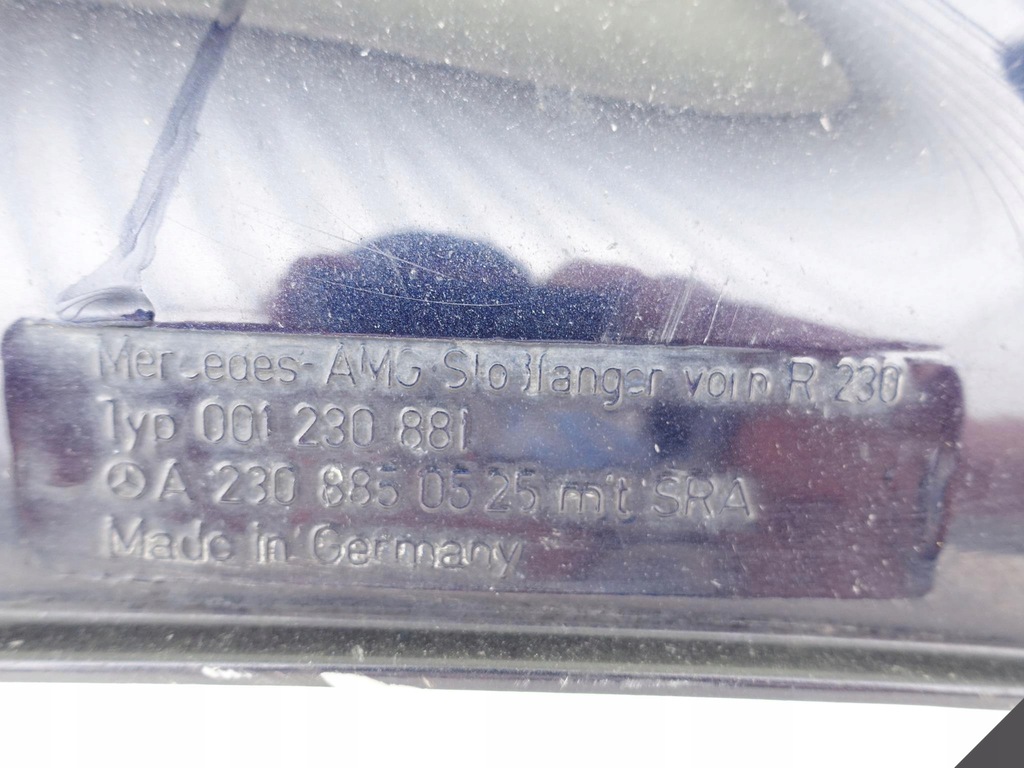 Mercedes-AMG Stoßfänger vorn R 230
Typ 001 230 881
A 230 885 05 25 mit SRA
Made in Germany